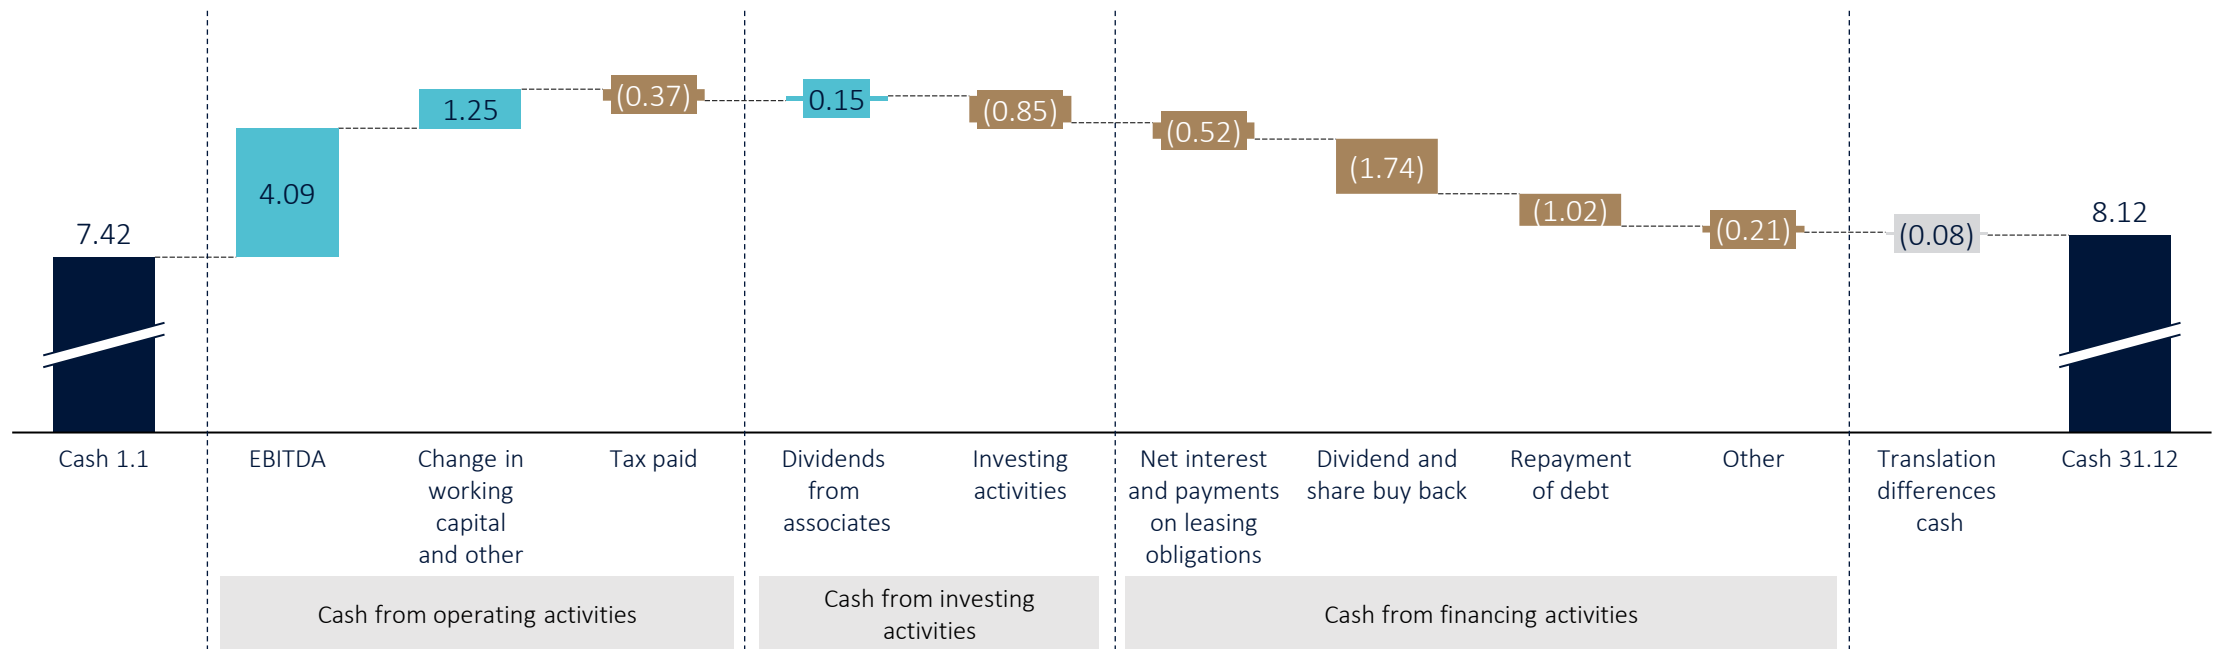 7.42
4.09
1.25
(0.37)
0.15
(0.85)
(0.52)
(1.74)
(1.02)
(0.21)
(0.08)
8.12
Cash 1.1
EBITDA
Change in
working
capital
and other
Tax paid
Dividends
from
associates
Investing
activities
Net interest
and payments
on leasing
obligations
Dividend and
share buy back
Repayment
of debt
Other
Translation
differences
cash
Cash 31.12
Cash from operating activities
Cash from investing
activities
Cash from financing activities